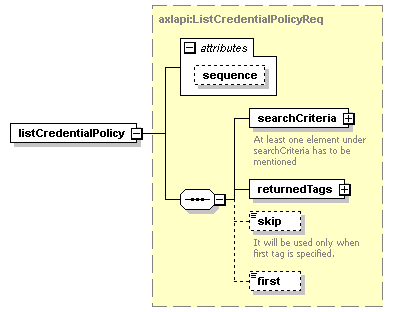 axlapi:ListCredentialPolicyReq
attributes
sequence
listCredentialPolicy
searchCriteria
At least one element under
searchCriteria has to be
mentioned
returnedTags
skip
It will be used only when
first tag is specified.
first